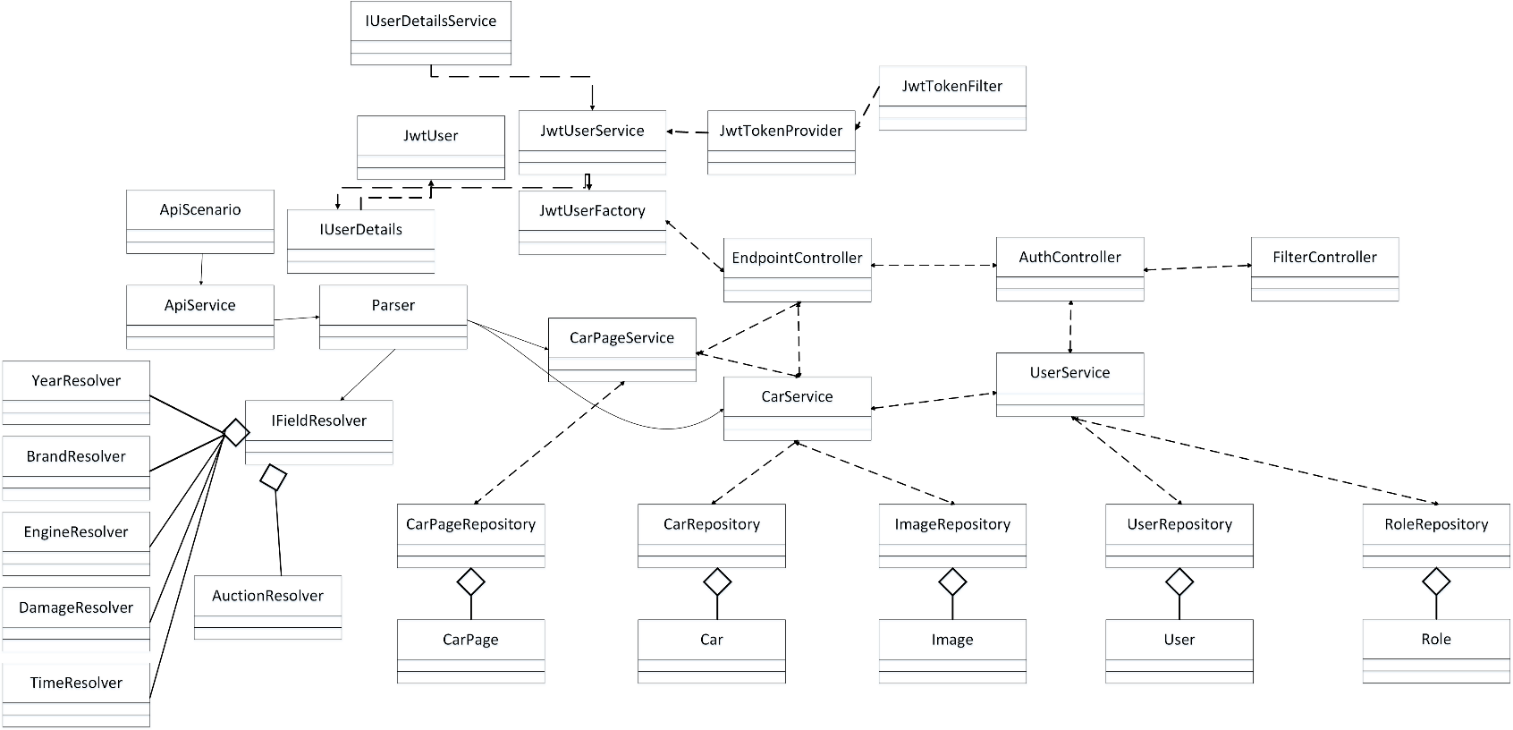 IUserDetailsService
JwtTokenFilter
JwtUser
JwtUserService
JwtTokenProvider
ApiScenario
IUserDetails
JwtUserFactory
EndpointController
AuthController
FilterController
ApiService
Parser
CarPageService
YearResolver
IFieldResolver
CarService
UserService
BrandResolver
EngineResolver
CarPageRepository
CarRepository
ImageRepository
UserRepository
RoleRepository
DamageResolver
AuctionResolver
CarPage
Car
Image
User
Role
TimeResolver